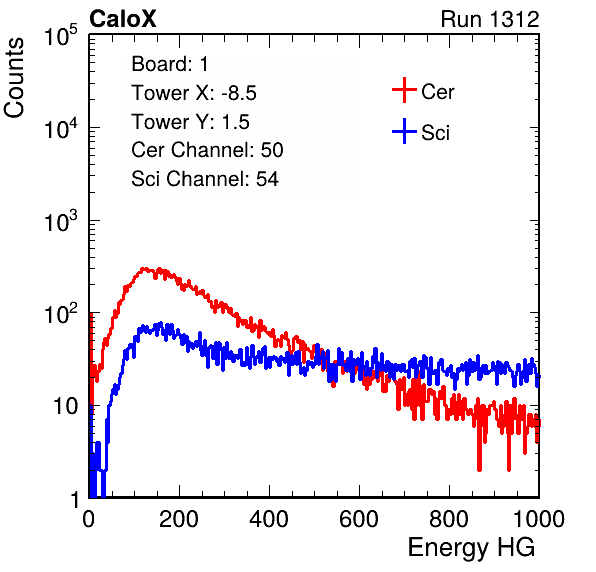 CaloX Run 1312
Counts
10^5
10^4
10^3
10^2
10
1
Board: 1
Tower X: -8.5
Tower Y: 1.5
Cer Channel: 50
Sci Channel: 54
Cer
Sci
0 200 400 600 800 1000
Energy HG